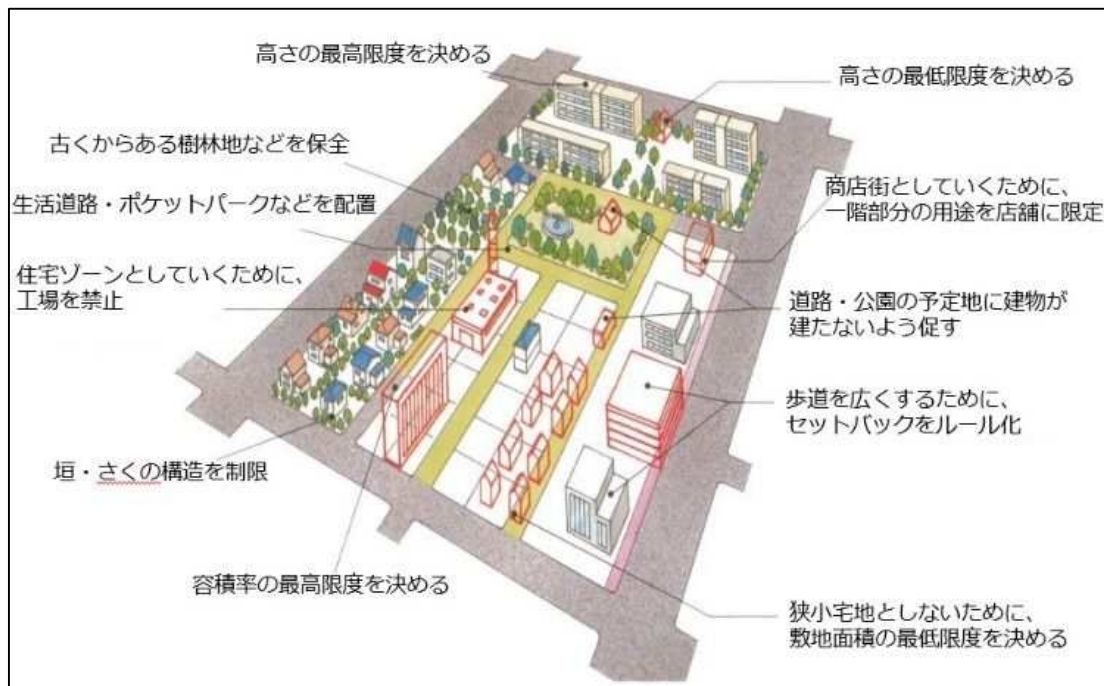 高さの最高限度を決める
高さの最低限度を決める
古くからある樹林地などを保全
生活道路・ポケットパークなどを配置
商店街としていくために、
一階部分の用途を店舗に限定
住宅ゾーンとしていくために、
工場を禁止
道路・公園の予定地に建物が
建たないよう促す
歩道を広くするために、
セットバックをルール化
垣・さくの構造を制限
容積率の最高限度を決める
狭小宅地としないために、
敷地面積の最低限度を決める